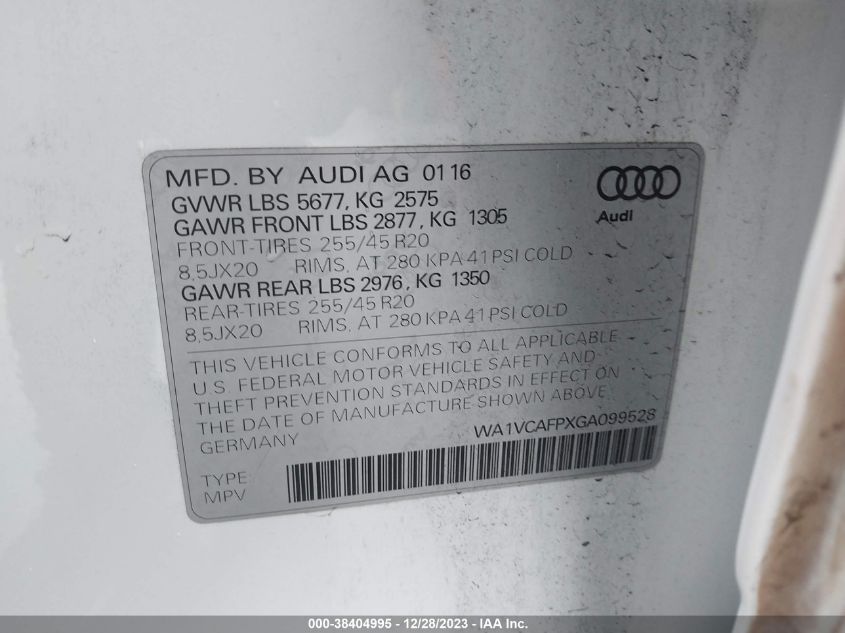 MFD. BY AUDI AG 0116
GVWR LBS 5677, KG 2575
GAWR FRONT LBS 2877, KG 1305
FRONT-TIRES 255/45 R20
8,5JX20 RIMS, AT 280 KPA 41 PSI COLD
GAWR REAR LBS 2976, KG 1350
REAR-TIRES 255/45 R20
8,5JX20 RIMS, AT 280 KPA 41 PSI COLD
Audi
THIS VEHICLE CONFORMS TO ALL APPLICABLE
U.S. FEDERAL MOTOR VEHICLE SAFETY AND
THEFT PREVENTION STANDARDS IN EFFECT ON
THE DATE OF MANUFACTURE SHOWN ABOVE.
GERMANY
WA1VCAFPXGA099528
TYPE:
MPV
000-38404995 - 12/28/2023 - IAA Inc.